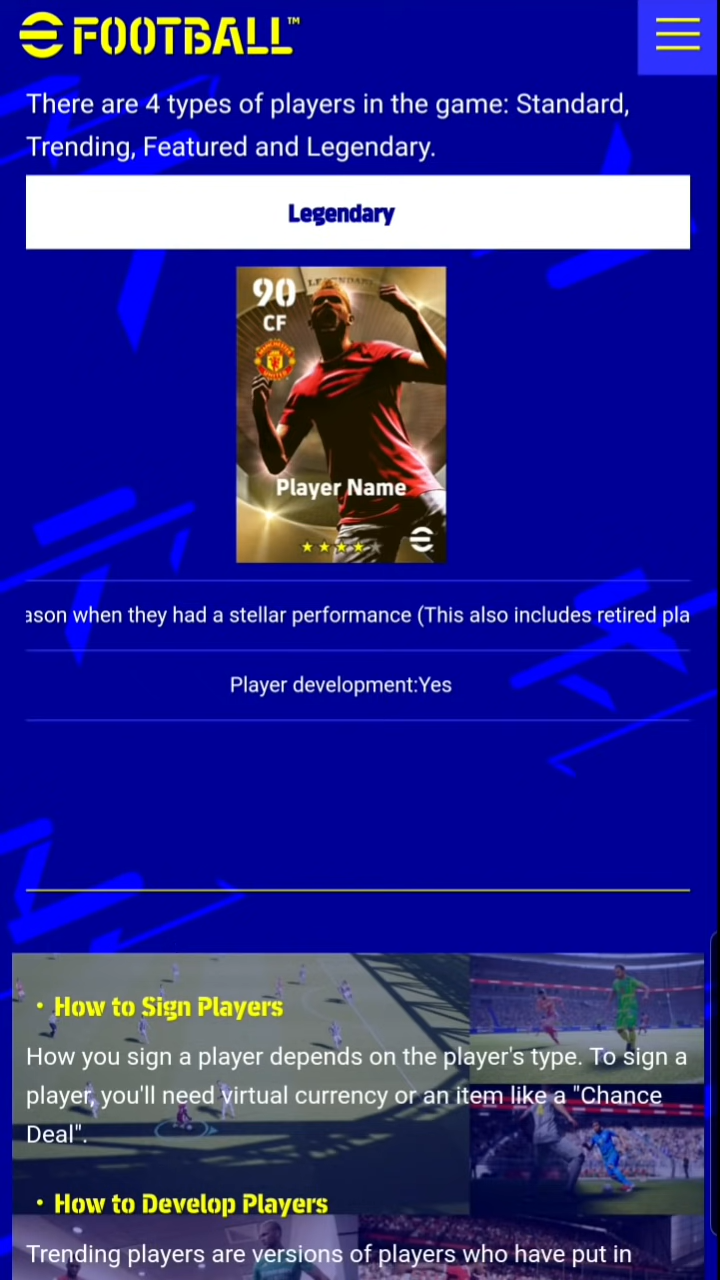 FOOTBALL™
There are 4 types of players in the game: Standard,
Trending, Featured and Legendary.
Legendary
LEGENDARY
90
CF
MANCHESTER
UNITED
Player Name
ason when they had a stellar performance (This also includes retired pla
Player development:Yes
• How to Sign Players
How you sign a player depends on the player's type. To sign a
player, you'll need virtual currency or an item like a "Chance
Deal".
• How to Develop Players
Trending players are versions of players who have put in